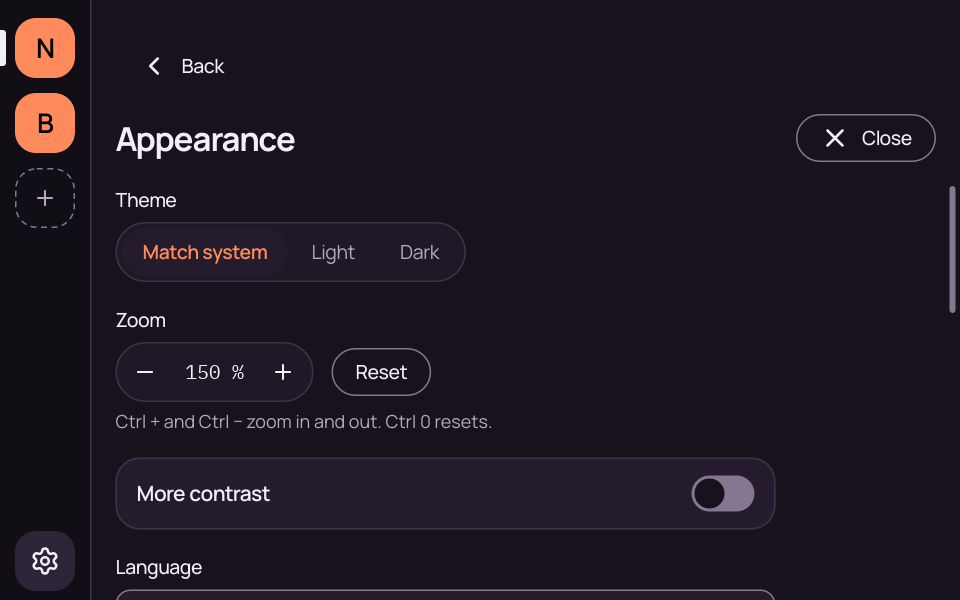 N
B
Back
Appearance
Close
Theme
Match system
Light
Dark
Zoom
150 %
Reset
Ctrl + and Ctrl − zoom in and out. Ctrl 0 resets.
More contrast
Language